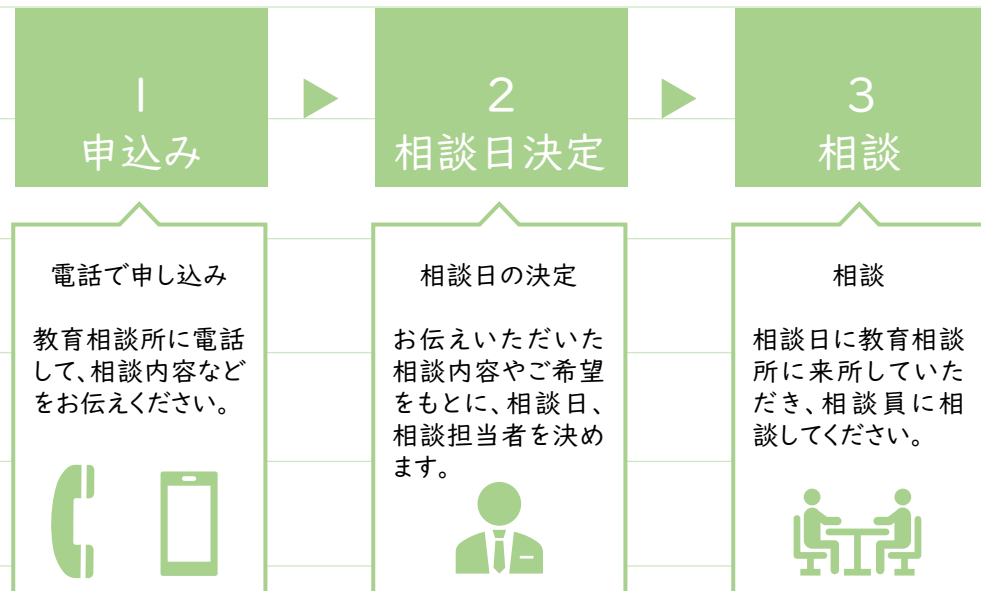 1
申込み
電話で申し込み
教育相談所に電話
して、相談内容など
をお伝えください。
2
相談日決定
相談日の決定
お伝えいただいた
相談内容やご希望
をもとに、相談日、
相談担当者を決め
ます。
3
相談
相談
相談日に教育相談
所に来所していた
だき、相談員に相
談してください。